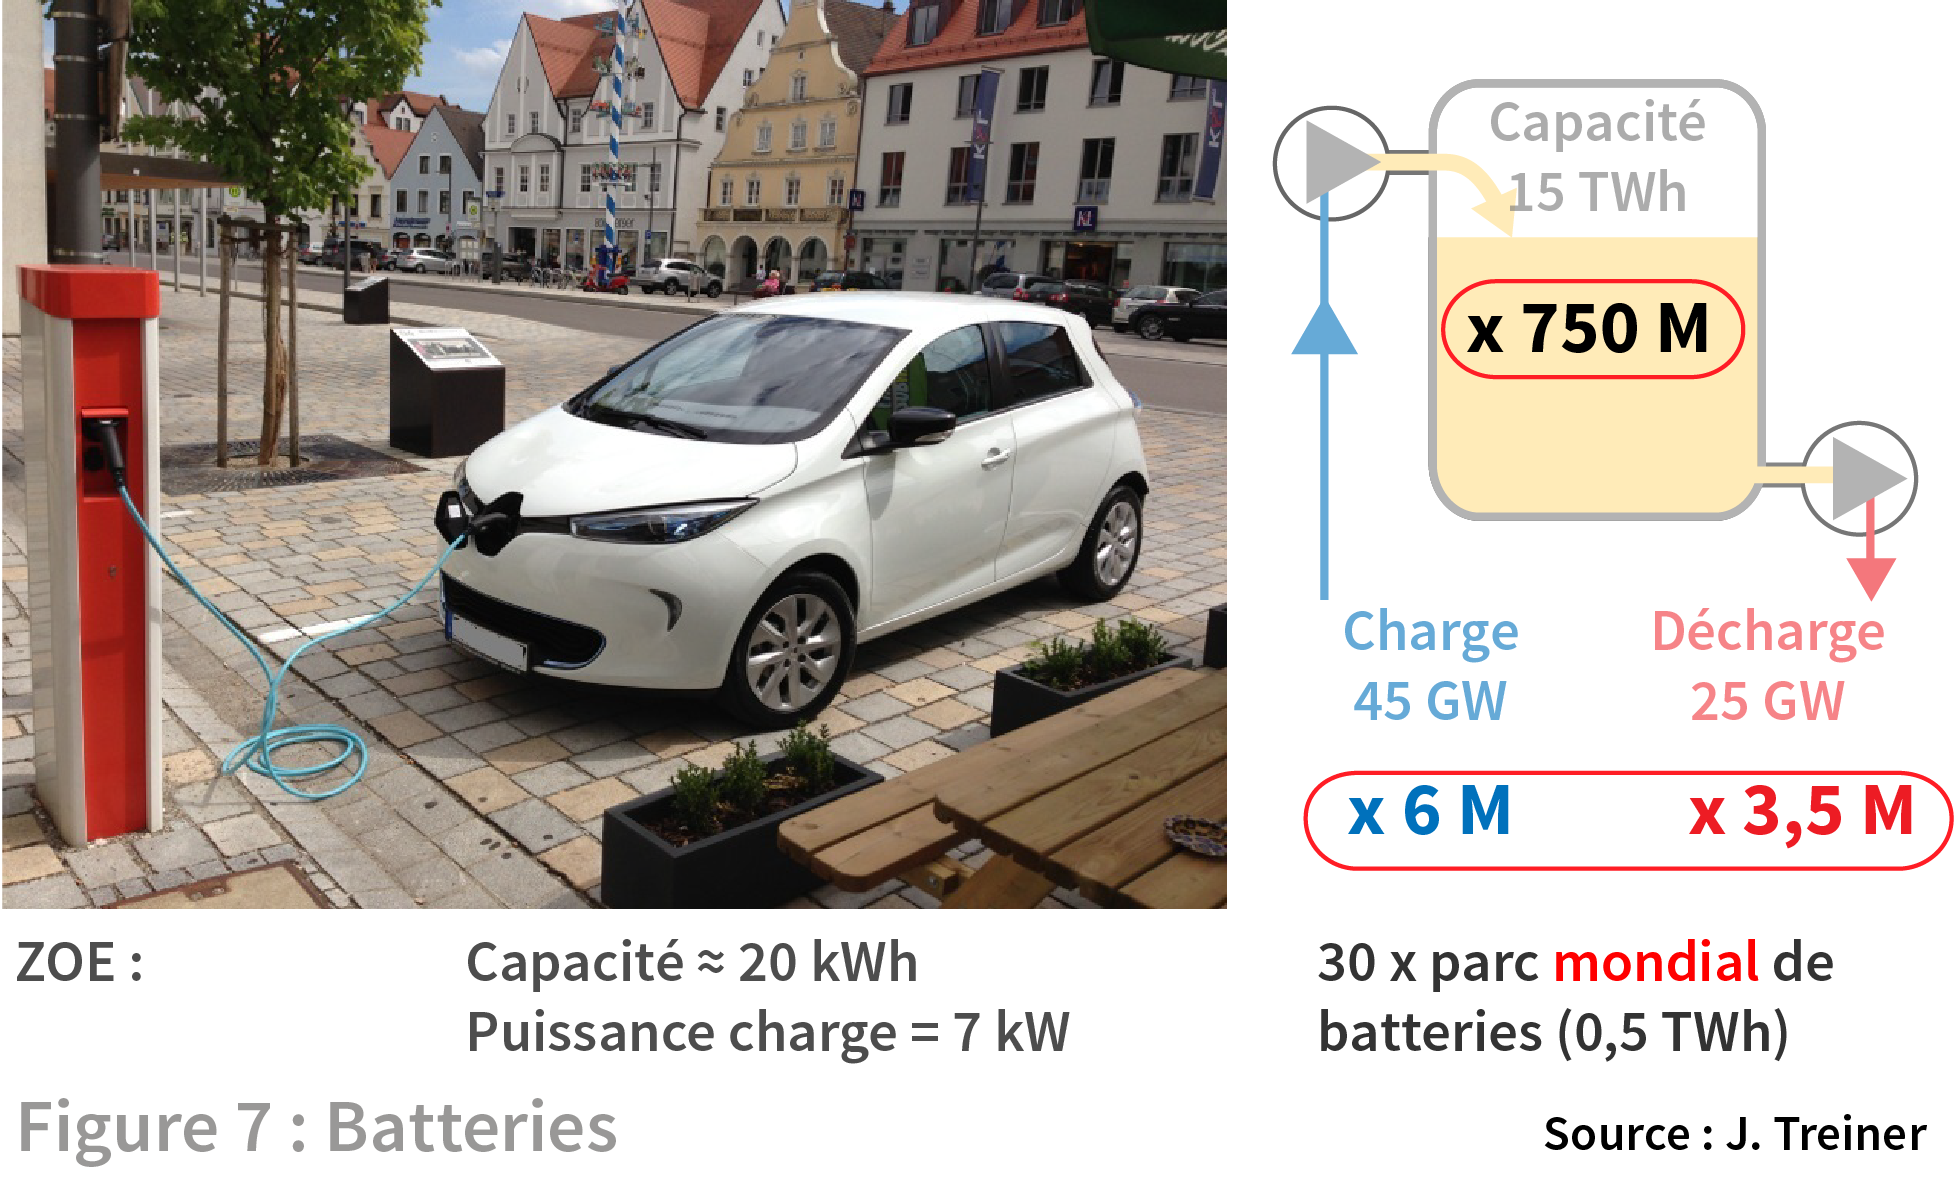 Capacité
15 TWh
x 750 M
Charge
45 GW
Décharge
25 GW
x 6 M
x 3,5 M
ZOE :
Capacité ≈ 20 kWh
Puissance charge = 7 kW
30 x parc mondial de
batteries (0,5 TWh)
Figure 7 : Batteries
Source : J. Treiner